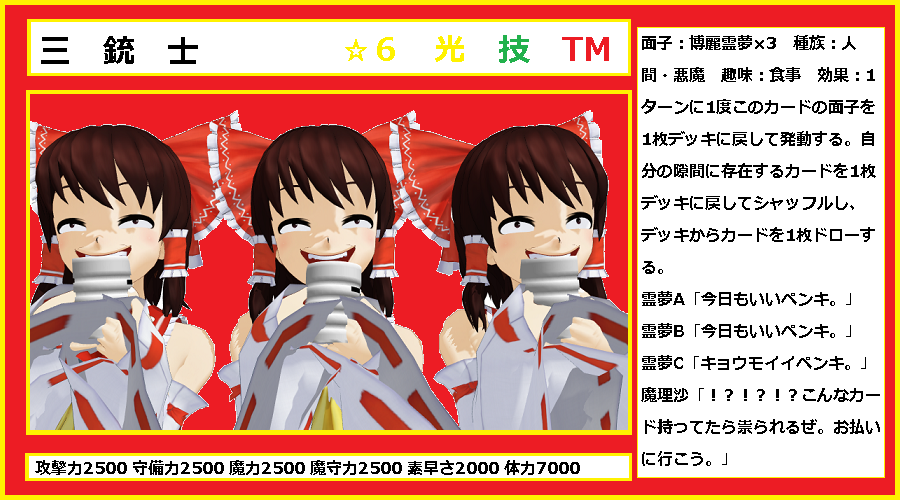 三銃士 ☆6 光 技 TM
面子：博麗霊夢×3　種族：人
間・悪魔　趣味：食事　効果：1
ターンに1度このカードの面子を
1枚デッキに戻して発動する。自
分の隙間に存在するカードを1枚
デッキに戻してシャッフルし、
デッキからカードを1枚ドローす
る。
霊夢A「今日もいいペンキ。」
霊夢B「今日もいいペンキ。」
霊夢C「キョウモイイペンキ。」
魔理沙「！？！？！？こんなカー
ド持ってたら祟られるぜ。お払い
に行こう。」
攻撃力2500 守備力2500 魔力2500 魔守力2500 素早さ2000 体力7000